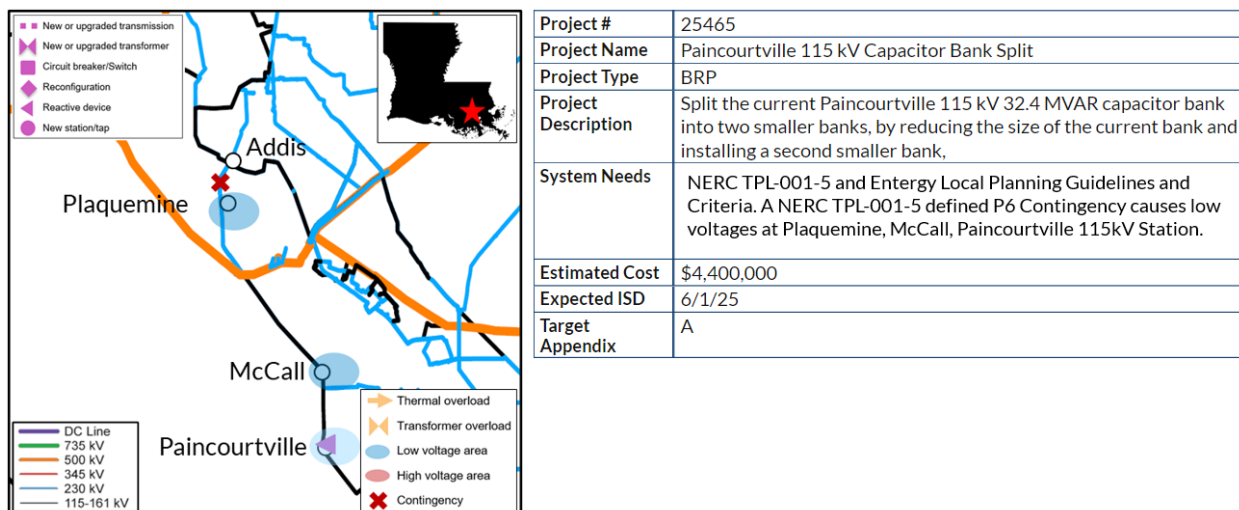 New or upgraded transmission
New or upgraded transformer
Circuit breaker/Switch
Reconfiguration
Reactive device
New station/tap
Addis
Plaquemine
McCall
Paincourtville
DC Line
735 kV
500 kV
345 kV
230 kV
115-161 kV
Thermal overload
Transformer overload
Low voltage area
High voltage area
Contingency
Project # 25465
Project Name Paincourtville 115 kV Capacitor Bank Split
Project Type BRP
Project Description Split the current Paincourtville 115 kV 32.4 MVAR capacitor bank
into two smaller banks, by reducing the size of the current bank and
installing a second smaller bank,
System Needs NERC TPL-001-5 and Entergy Local Planning Guidelines and
Criteria. A NERC TPL-001-5 defined P6 Contingency causes low
voltages at Plaquemine, McCall, Paincourtville 115kV Station.
Estimated Cost $4,400,000
Expected ISD 6/1/25
Target Appendix A